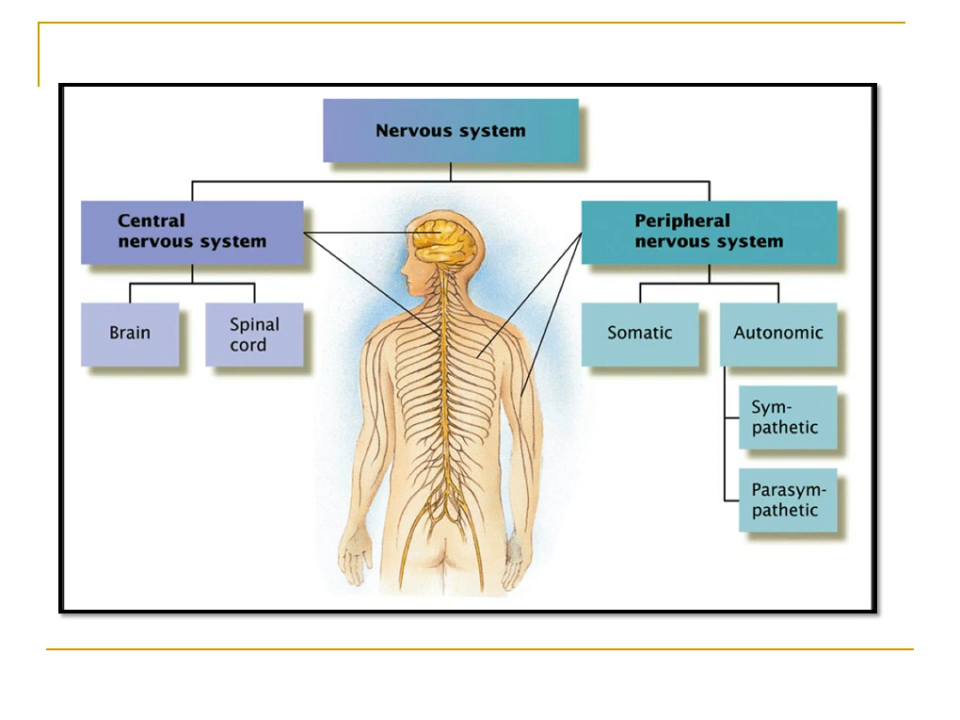 Nervous system
Central
nervous system
Peripheral
nervous system
Brain
Spinal
cord
Somatic
Autonomic
Sym-
pathetic
Parasym-
pathetic